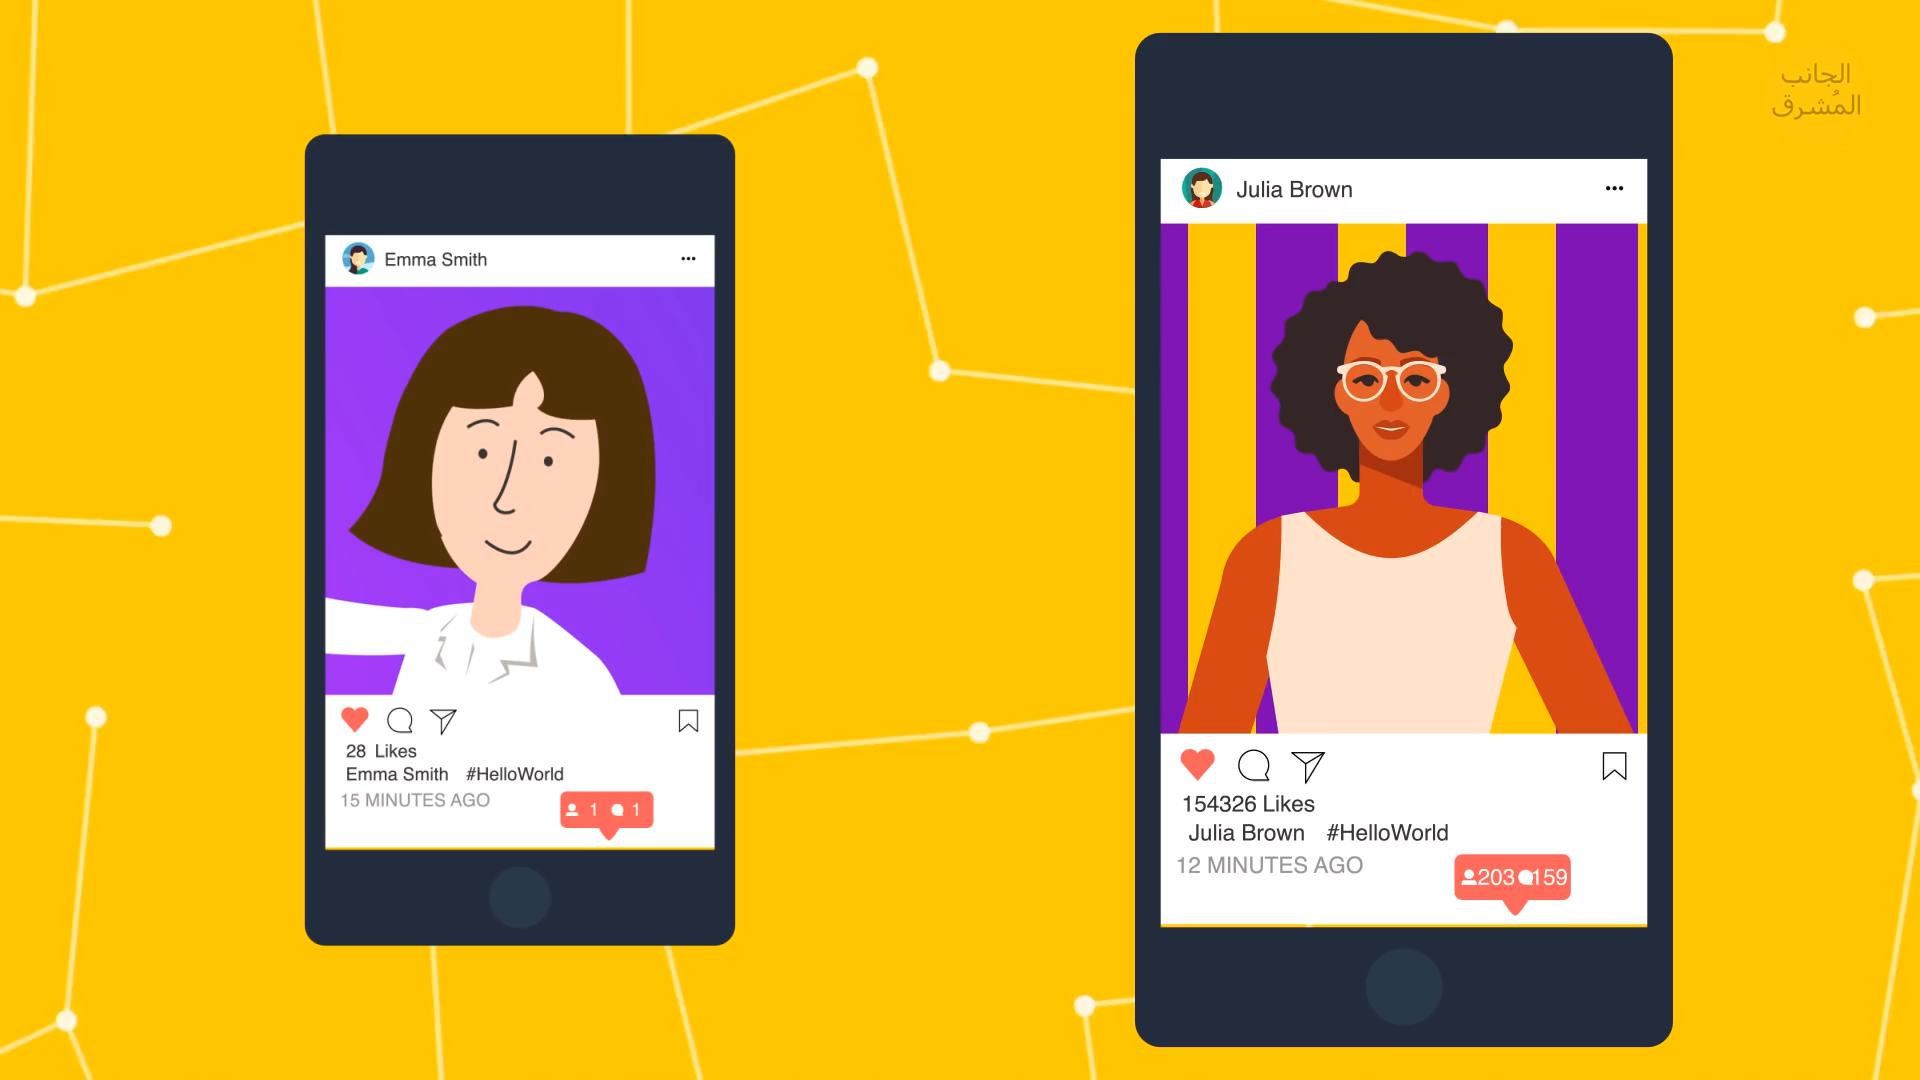 الجانب
المُشرق
Emma Smith
28 Likes
Emma Smith #HelloWorld
15 MINUTES AGO
1 1
Julia Brown
154326 Likes
Julia Brown #HelloWorld
12 MINUTES AGO
203 159